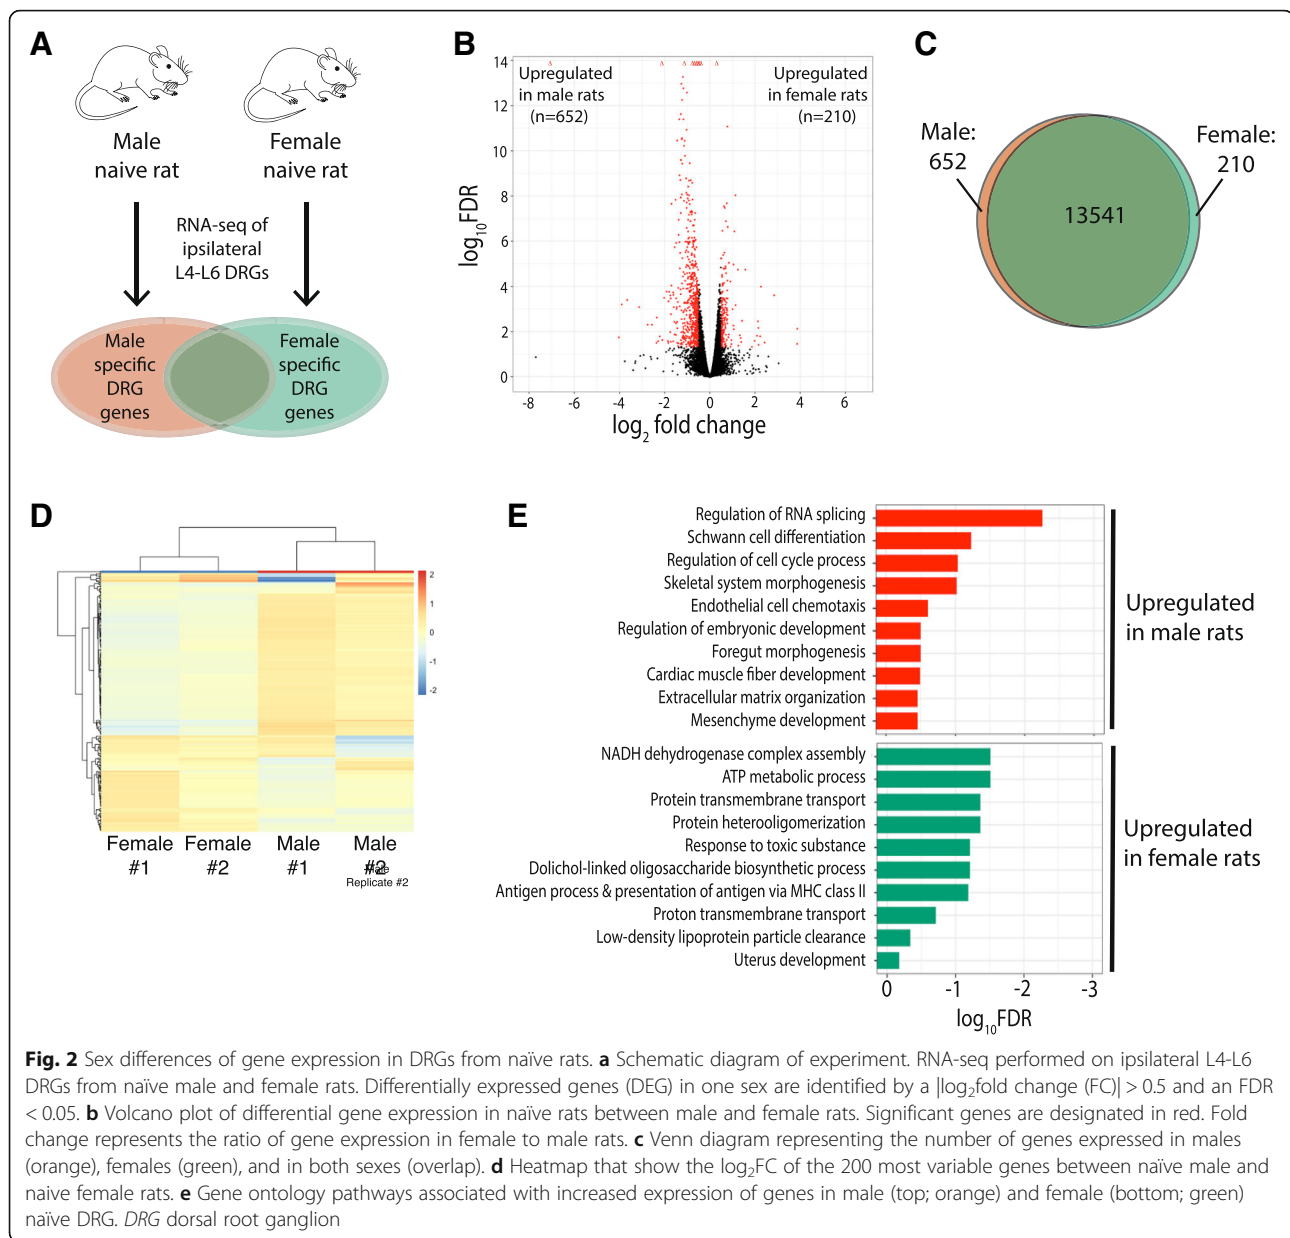 A
Male
naive rat
Female
naive rat
RNA-seq of
ipsilateral
L4-L6 DRGs
Male
specific
DRG
genes
Female
specific
DRG
genes
B
Upregulated
in male rats
(n=652)
Upregulated
in female rats
(n=210)
14
12
10
8
6
4
2
0
log10FDR
-8 -6 -4 -2 0 2 4 6
log2 fold change
C
Male:
652
13541
Female:
210
D
2
1
0
-1
-2
Female
#1
Female
#2
Male
#1
Male
#2
Male
Replicate #2
E
Regulation of RNA splicing
Schwann cell differentiation
Regulation of cell cycle process
Skeletal system morphogenesis
Endothelial cell chemotaxis
Regulation of embryonic development
Foregut morphogenesis
Cardiac muscle fiber development
Extracellular matrix organization
Mesenchyme development
Upregulated
in male rats
NADH dehydrogenase complex assembly
ATP metabolic process
Protein transmembrane transport
Protein heterooligomerization
Response to toxic substance
Dolichol-linked oligosaccharide biosynthetic process
Antigen process & presentation of antigen via MHC class II
Proton transmembrane transport
Low-density lipoprotein particle clearance
Uterus development
Upregulated
in female rats
0 -1 -2 -3
log10FDR
Fig. 2 Sex differences of gene expression in DRGs from naïve rats. a Schematic diagram of experiment. RNA-seq performed on ipsilateral L4-L6
DRGs from naïve male and female rats. Differentially expressed genes (DEG) in one sex are identified by a |log2fold change (FC)| > 0.5 and an FDR
< 0.05. b Volcano plot of differential gene expression in naïve rats between male and female rats. Significant genes are designated in red. Fold
change represents the ratio of gene expression in female to male rats. c Venn diagram representing the number of genes expressed in males
(orange), females (green), and in both sexes (overlap). d Heatmap that show the log2FC of the 200 most variable genes between naïve male and
naive female rats. e Gene ontology pathways associated with increased expression of genes in male (top; orange) and female (bottom; green)
naïve DRG. DRG dorsal root ganglion